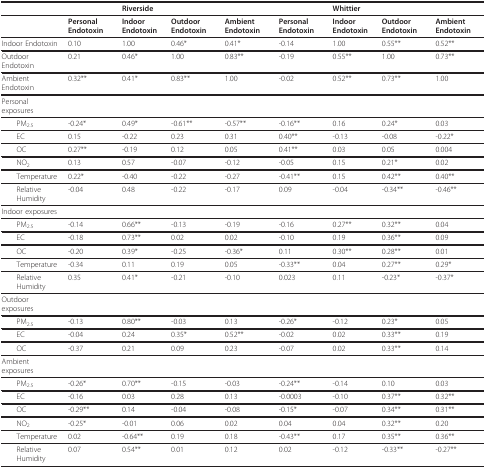 Riverside Whittier
Personal Endotoxin Indoor Endotoxin Outdoor Endotoxin Ambient Endotoxin Personal Endotoxin Indoor Endotoxin Outdoor Endotoxin Ambient Endotoxin
Indoor Endotoxin 0.10 1.00 0.46* 0.41* -0.14 1.00 0.55** 0.52**
Outdoor Endotoxin 0.21 0.46* 1.00 0.83** -0.19 0.55** 1.00 0.73**
Ambient Endotoxin 0.32** 0.41* 0.83** 1.00 -0.02 0.52** 0.73** 1.00
Personal exposures
PM2.5 -0.24* 0.49* -0.61** -0.57** -0.16** 0.16 0.24* 0.03
EC 0.15 -0.22 0.23 0.31 0.40** -0.13 -0.08 -0.22*
OC 0.27** -0.19 0.12 0.05 0.41** 0.03 0.05 0.004
NO2 0.13 0.57 -0.07 -0.12 -0.05 0.15 0.21* 0.02
Temperature 0.22* -0.40 -0.22 -0.27 -0.41** 0.15 0.42** 0.40**
Relative Humidity -0.04 0.48 -0.22 -0.17 0.09 -0.04 -0.34** -0.46**
Indoor exposures
PM2.5 -0.14 0.66** -0.13 -0.19 -0.16 0.27** 0.32** 0.04
EC -0.18 0.73** 0.02 0.02 -0.10 0.19 0.36** 0.09
OC -0.20 0.39* -0.25 -0.36* 0.11 0.30** 0.28** 0.01
Temperature -0.34 0.11 0.19 0.05 -0.33** 0.04 0.27** 0.29*
Relative Humidity 0.35 0.41* -0.21 -0.10 0.023 0.11 -0.23* -0.37*
Outdoor exposures
PM2.5 -0.13 0.80** -0.03 0.13 -0.26* -0.12 0.23* 0.05
EC -0.04 0.24 0.35* 0.52** -0.02 0.02 0.33** 0.19
OC -0.37 0.21 0.09 0.23 -0.07 0.02 0.33** 0.14
Ambient exposures
PM2.5 -0.26* 0.70** -0.15 -0.03 -0.24** -0.14 0.10 0.03
EC -0.16 0.03 0.28 0.13 -0.0003 -0.10 0.37** 0.32**
OC -0.29** 0.14 -0.04 -0.08 -0.15* -0.07 0.34** 0.31**
NO2 -0.25* -0.01 0.06 0.02 0.04 0.04 0.32** 0.20
Temperature 0.02 -0.64** 0.19 0.18 -0.43** 0.17 0.35** 0.36**
Relative Humidity 0.07 0.54** 0.01 0.12 0.02 -0.12 -0.33** -0.27**